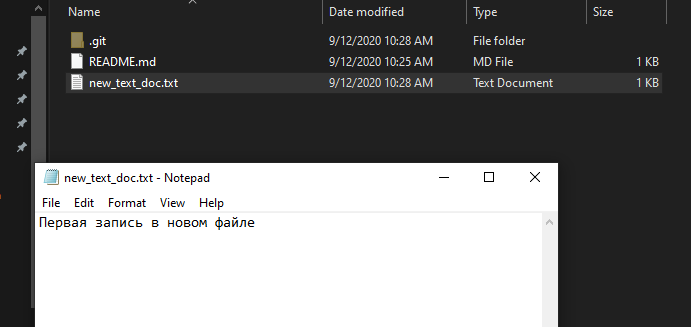 Name Date modified Type Size
.git 9/12/2020 10:28 AM File folder
README.md 9/12/2020 10:25 AM MD File 1 KB
new_text_doc.txt 9/12/2020 10:28 AM Text Document 1 KB
new_text_doc.txt - Notepad
File Edit Format View Help
Первая запись в новом файле